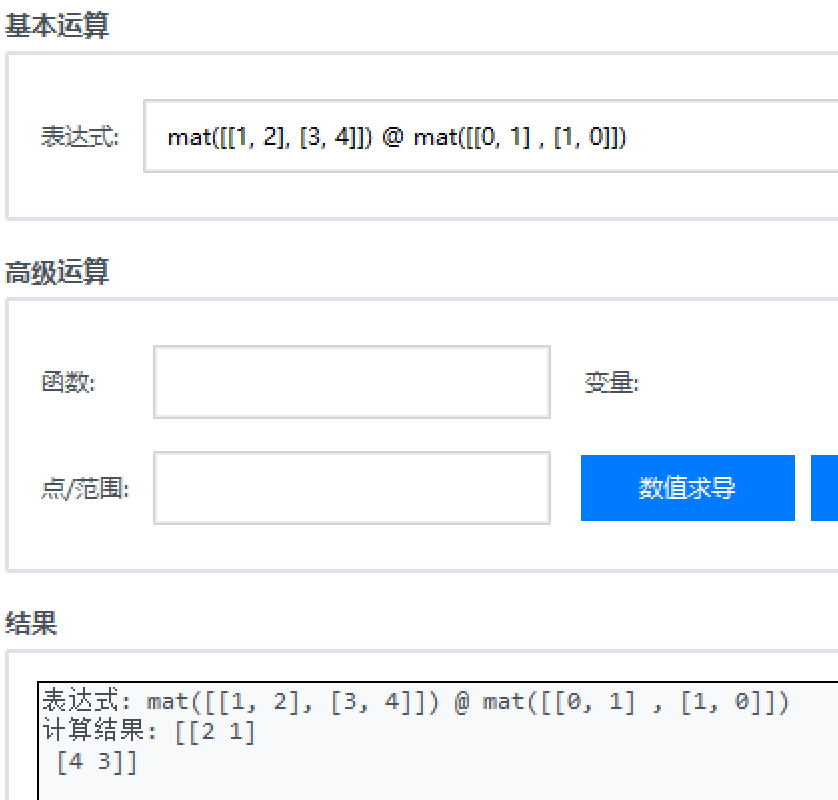 基本运算
表达式: mat([[1, 2], [3, 4]]) @ mat([[0, 1] , [1, 0]])
高级运算
函数: 变量:
点/范围: 数值求导
结果
表达式: mat([[1, 2], [3, 4]]) @ mat([[0, 1] , [1, 0]])
计算结果: [[2 1]
[4 3]]